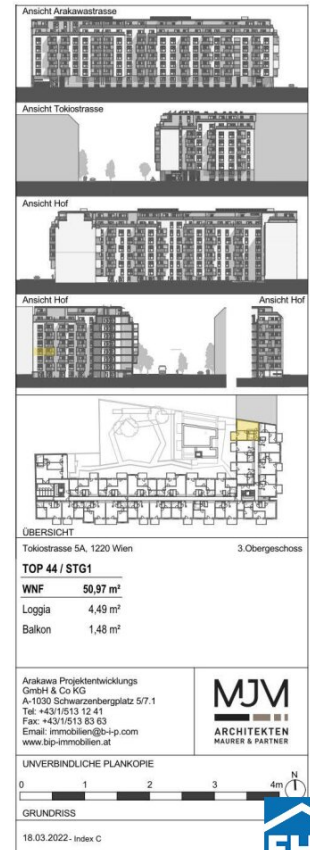 Ansicht Arakawastrasse
Ansicht Tokiostrasse
Ansicht Hof
Ansicht Hof Ansicht Hof
ÜBERSICHT
Tokiostrasse 5A, 1220 Wien 3.Obergeschoss
TOP 44 / STG1
WNF 50,97 m²
Loggia 4,49 m²
Balkon 1,48 m²
Arakawa Projektentwicklungs
GmbH & Co KG
A-1030 Schwarzenbergplatz 5/7.1
Tel: +43/1/513 12 41
Fax: +43/1/513 83 63
Email: immobilien@b-i-p.com
www.bip-immobilien.at
MJM
ARCHITEKTEN
MAURER & PARTNER
UNVERBINDLICHE PLANKOPIE
0 1 2 3 4m N
GRUNDRISS
18.03.2022- Index C